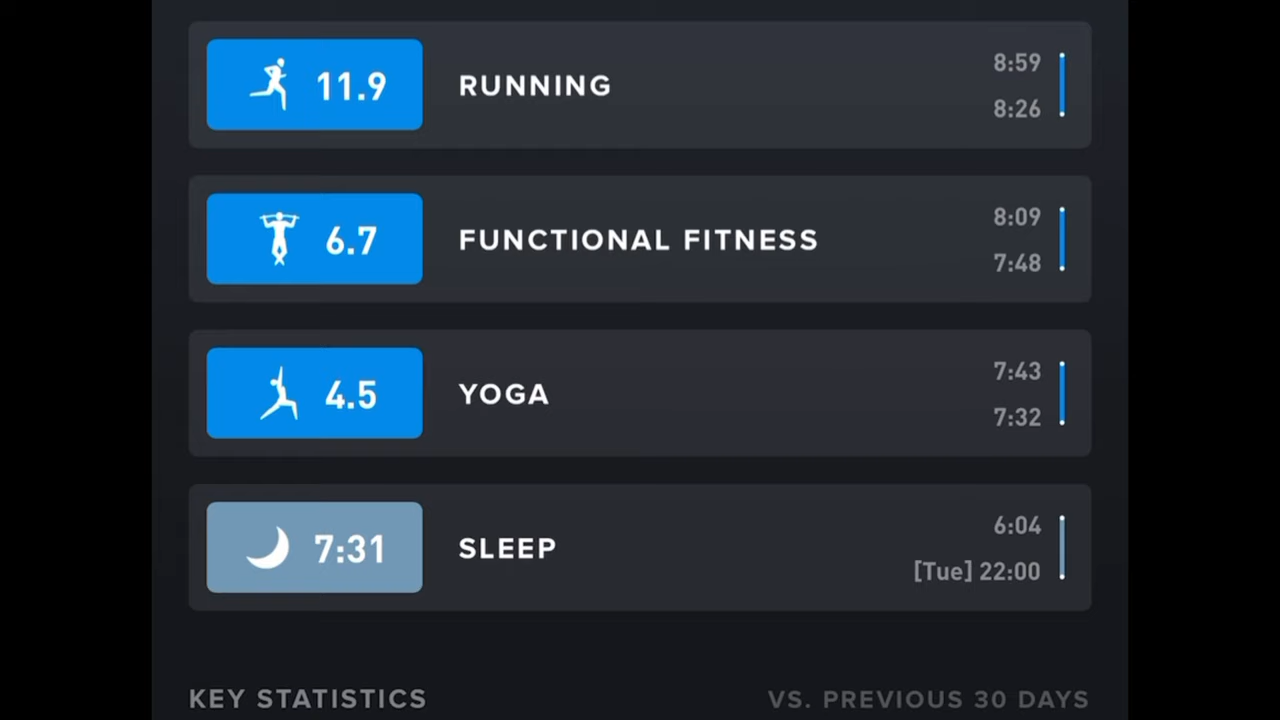 11.9 RUNNING 8:59
8:26
6.7 FUNCTIONAL FITNESS 8:09
7:48
4.5 YOGA 7:43
7:32
7:31 SLEEP 6:04
[Tue] 22:00
KEY STATISTICS VS. PREVIOUS 30 DAYS